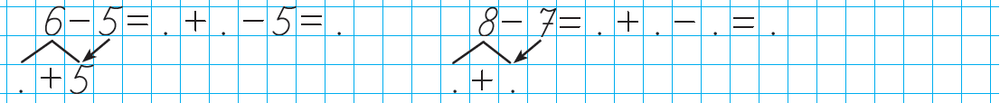 6 − 5 = . + . − 5 = .     8 − 7 = . + . − . = .
. + 5     . + .